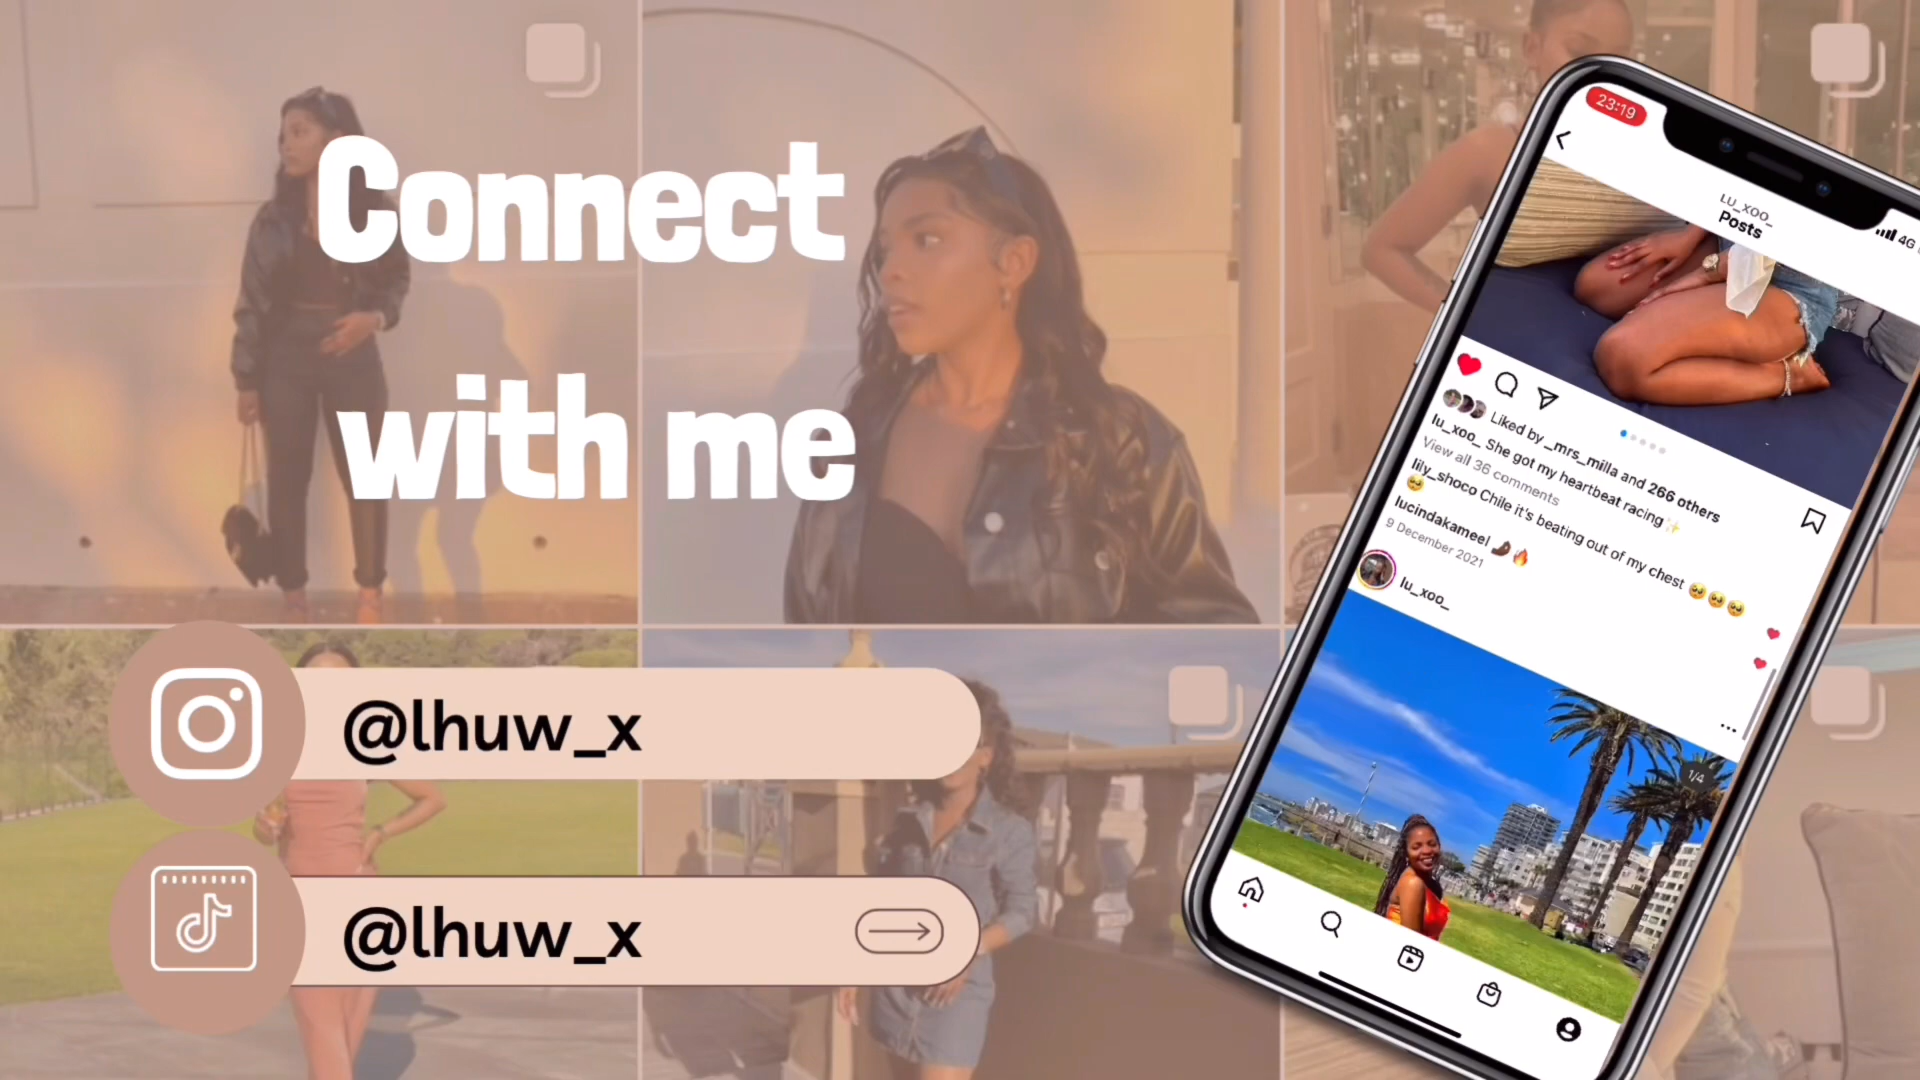 Connect
with me
@lhuw_x
@lhuw_x
23:19
4G
LU_XOO_
Posts
Liked by _mrs_milla and 266 others
lu_xoo_ She got my heartbeat racing✨
View all 36 comments
lily_shoco Chile it's beating out of my chest 🥺🥺🥺
🥺
lucindakameel 🤌🏿🔥
9 December 2021
lu_xoo_
1/4